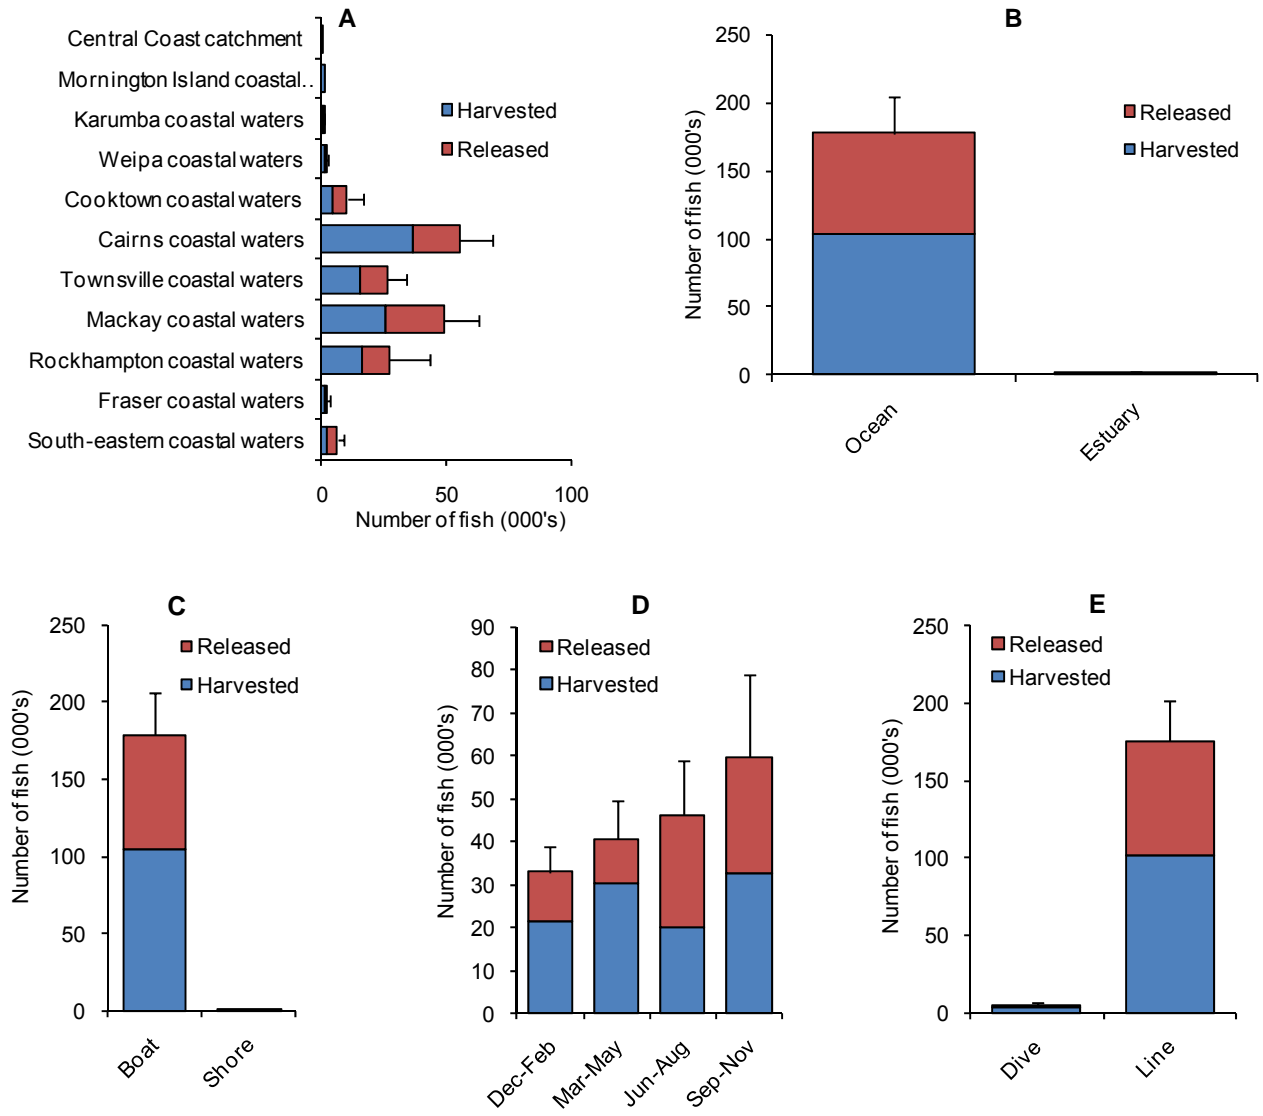 A
Central Coast catchment
Mornington Island coastal..
Karumba coastal waters
Weipa coastal waters
Cooktown coastal waters
Cairns coastal waters
Townsville coastal waters
Mackay coastal waters
Rockhampton coastal waters
Fraser coastal waters
South-eastern coastal waters
Harvested
Released
0 50 100
Number of fish (000's)
B
250
200
150
100
50
0
Number of fish (000's)
Released
Harvested
Ocean
Estuary
C
250
200
150
100
50
0
Number of fish (000's)
Released
Harvested
Boat
Shore
D
90
80
70
60
50
40
30
20
10
0
Number of fish (000's)
Released
Harvested
Dec-Feb
Mar-May
Jun-Aug
Sep-Nov
E
250
200
150
100
50
0
Number of fish (000's)
Released
Harvested
Dive
Line